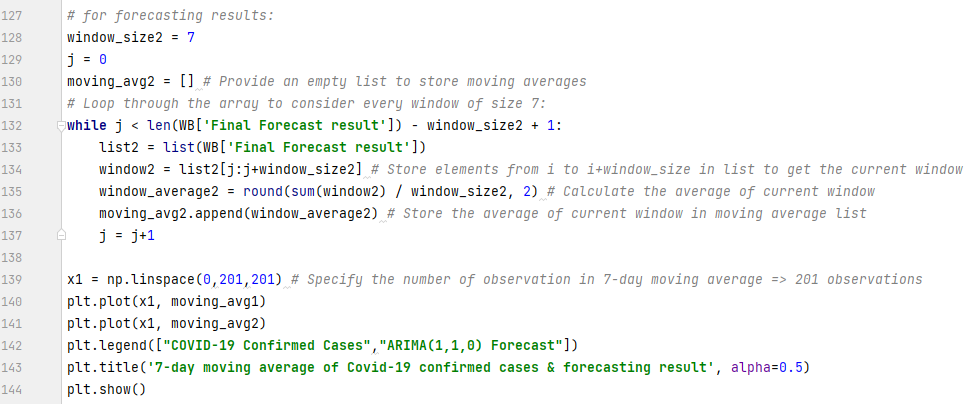 127 # for forecasting results:
128 window_size2 = 7
129 j = 0
130 moving_avg2 = [] # Provide an empty list to store moving averages
131 # Loop through the array to consider every window of size 7:
132 while j < len(WB['Final Forecast result']) - window_size2 + 1:
133     list2 = list(WB['Final Forecast result'])
134     window2 = list2[j:j+window_size2] # Store elements from i to i+window_size in list to get the current window
135     window_average2 = round(sum(window2) / window_size2, 2) # Calculate the average of current window
136     moving_avg2.append(window_average2) # Store the average of current window in moving average list
137     j = j+1
138
139 x1 = np.linspace(0,201,201) # Specify the number of observation in 7-day moving average => 201 observations
140 plt.plot(x1, moving_avg1)
141 plt.plot(x1, moving_avg2)
142 plt.legend(["COVID-19 Confirmed Cases","ARIMA(1,1,0) Forecast"])
143 plt.title('7-day moving average of Covid-19 confirmed cases & forecasting result', alpha=0.5)
144 plt.show()